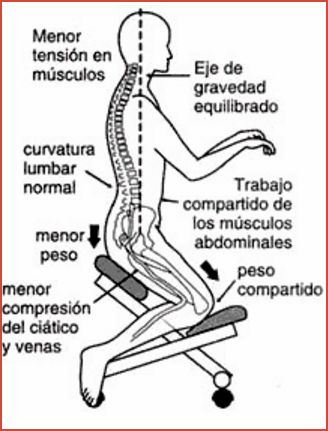 Menor
tensión en
músculos
Eje de
gravedad
equilibrado
curvatura
lumbar
normal
Trabajo
compartido de
los músculos
abdominales
menor
peso
peso
compartido
menor
compresión
del ciático
y venas